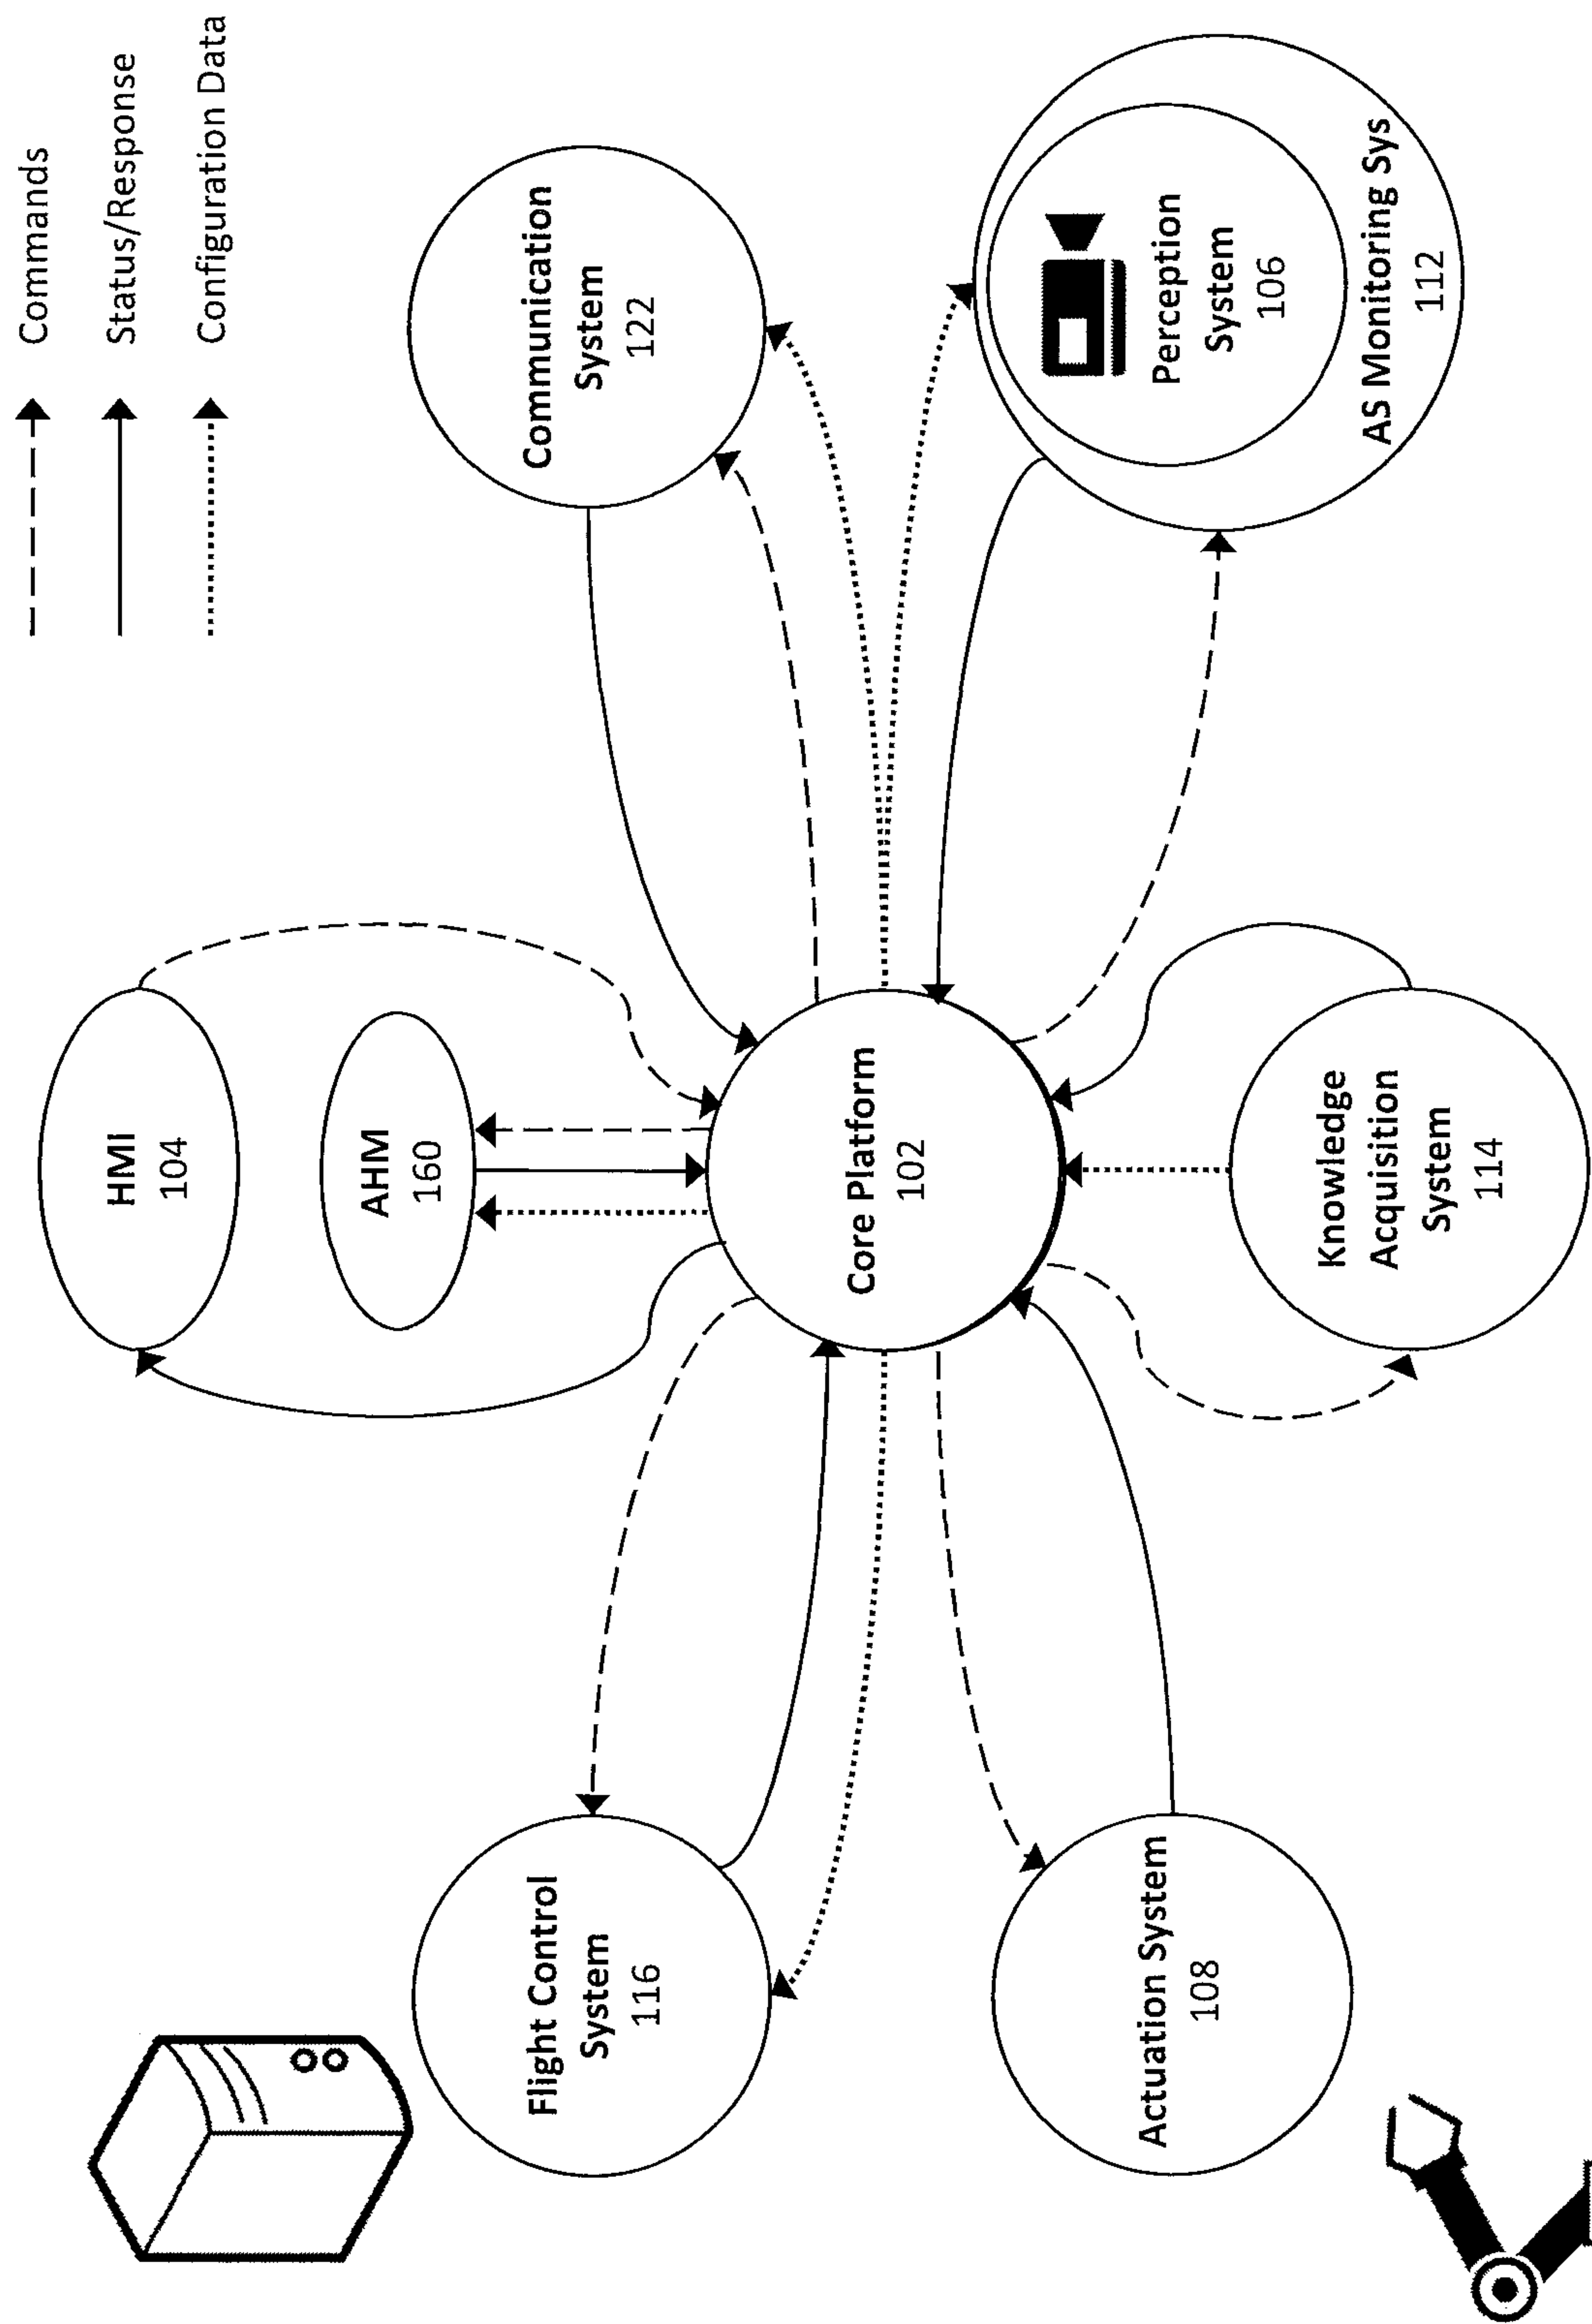 Commands
Status/Response
Configuration Data
HMI
104
AHM
160
Flight Control
System
116
Communication
System
122
Core Platform
102
Actuation System
108
Knowledge
Acquisition
System
114
Perception
System
106
AS Monitoring Sys
112